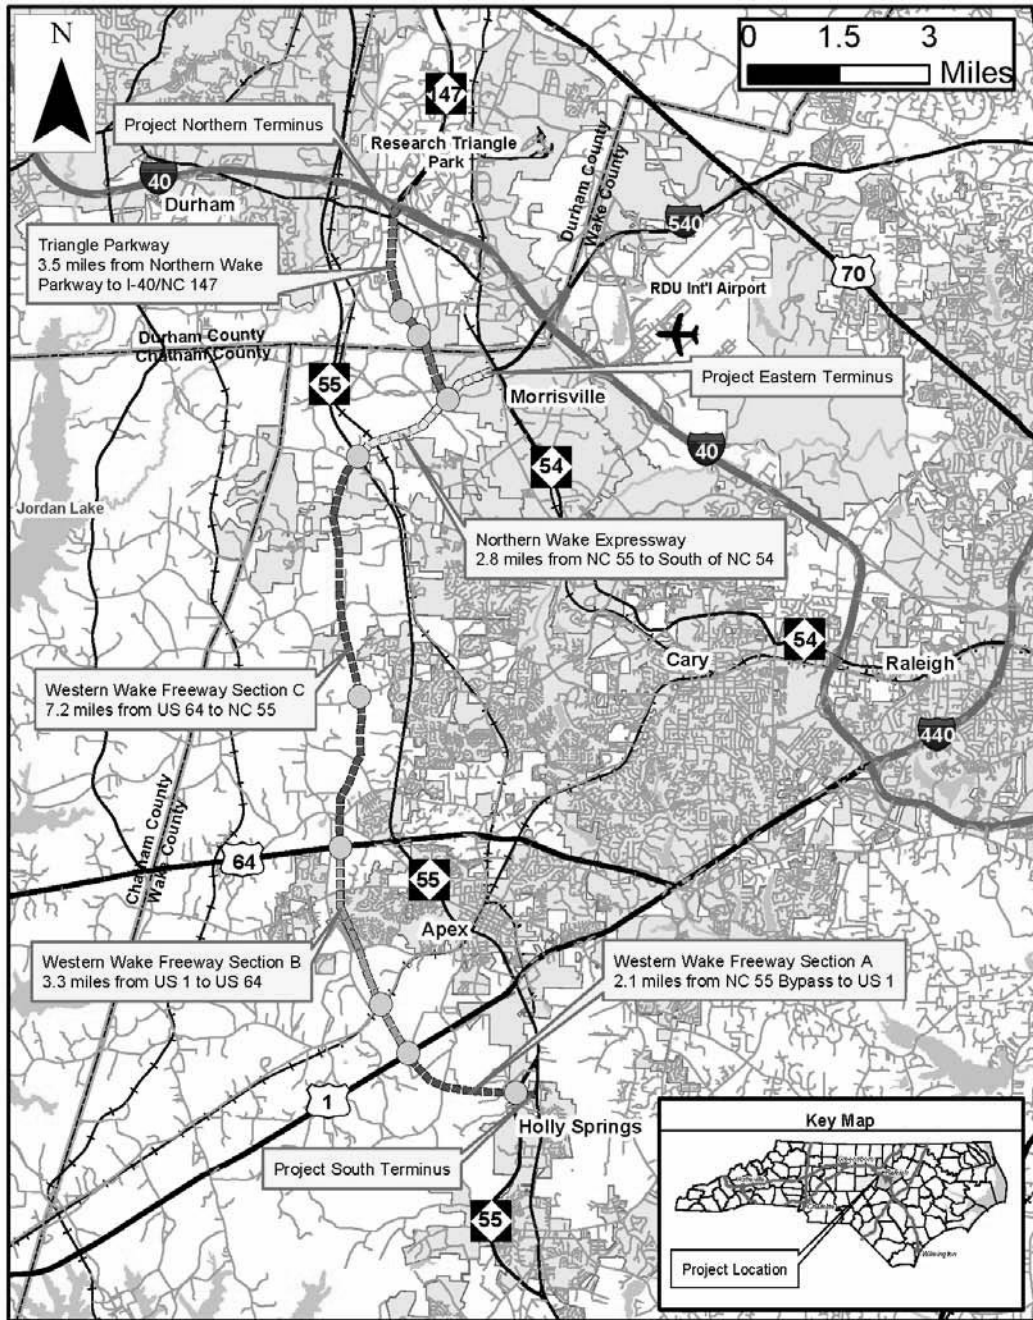 N
0 1.5 3
Miles
147
Project Northern Terminus
Research Triangle
Park
40
Durham
Durham County
Wake County
540
Triangle Parkway
3.5 miles from Northern Wake
Parkway to I-40/NC 147
70
RDU Int'l Airport
Durham County
Chatham County
55
Project Eastern Terminus
Morrisville
40
54
Jordan Lake
Northern Wake Expressway
2.8 miles from NC 55 to South of NC 54
54
Cary
Raleigh
Western Wake Freeway Section C
7.2 miles from US 64 to NC 55
440
Chatham County
Wake County
64
55
Apex
Western Wake Freeway Section B
3.3 miles from US 1 to US 64
Western Wake Freeway Section A
2.1 miles from NC 55 Bypass to US 1
1
Holly Springs
Project South Terminus
55
Key Map
Wilmington
Project Location